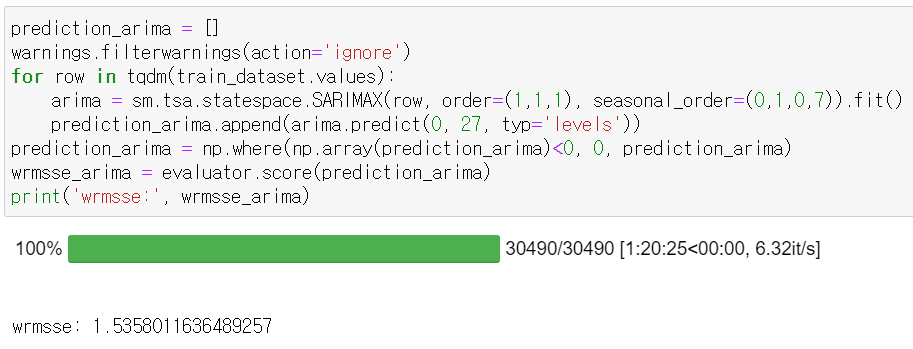 prediction_arima = []
warnings.filterwarnings(action='ignore')
for row in tqdm(train_dataset.values):
    arima = sm.tsa.statespace.SARIMAX(row, order=(1,1,1), seasonal_order=(0,1,0,7)).fit()
    prediction_arima.append(arima.predict(0, 27, typ='levels'))
prediction_arima = np.where(np.array(prediction_arima)<0, 0, prediction_arima)
wrmsse_arima = evaluator.score(prediction_arima)
print('wrmsse:', wrmsse_arima)
100% 30490/30490 [1:20:25<00:00, 6.32it/s]
wrmsse: 1.5358011636489257